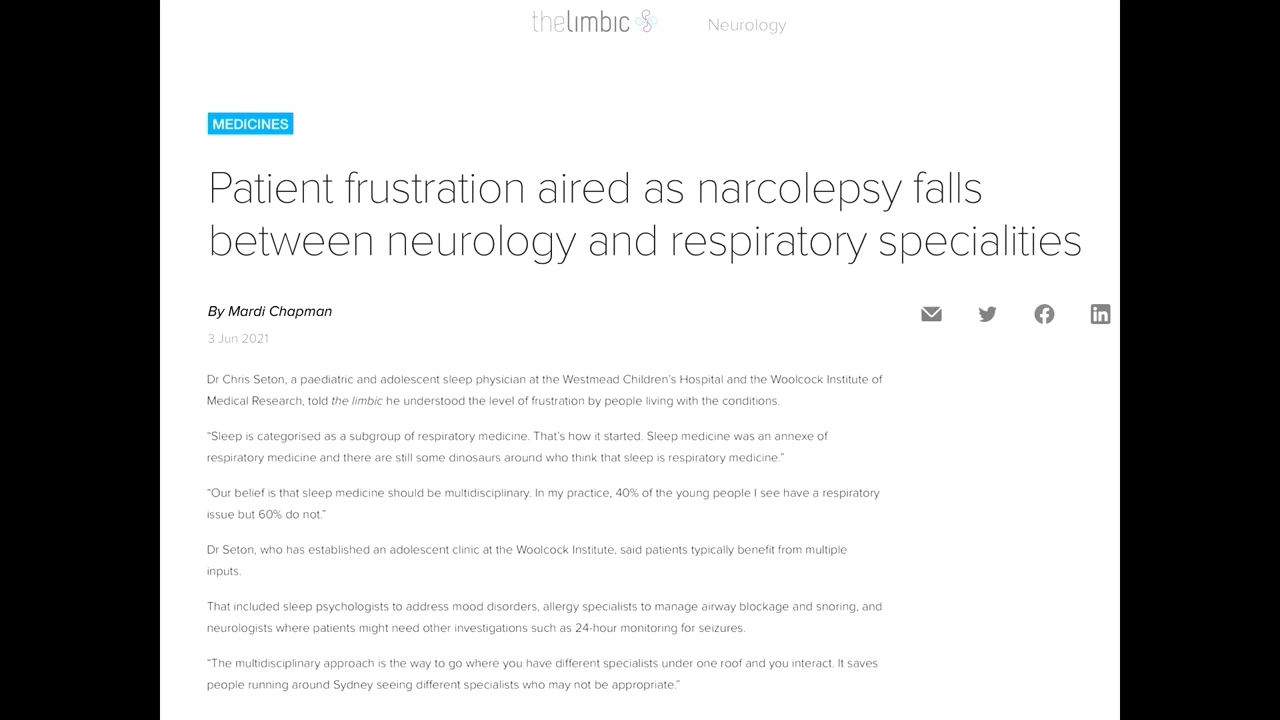 thelimbic
Neurology
MEDICINES
Patient frustration aired as narcolepsy falls
between neurology and respiratory specialities
By Mardi Chapman
3 Jun 2021
Dr Chris Seton, a paediatric and adolescent sleep physician at the Westmead Children's Hospital and the Woolcock Institute of
Medical Research, told the limbic he understood the level of frustration by people living with the conditions.
“Sleep is categorised as a subgroup of respiratory medicine. That's how it started. Sleep medicine was an annexe of
respiratory medicine and there are still some dinosaurs around who think that sleep is respiratory medicine.”
“Our belief is that sleep medicine should be multidisciplinary. In my practice, 40% of the young people I see have a respiratory
issue but 60% do not.”
Dr Seton, who has established an adolescent clinic at the Woolcock Institute, said patients typically benefit from multiple
inputs.
That included sleep psychologists to address mood disorders, allergy specialists to manage airway blockage and snoring, and
neurologists where patients might need other investigations such as 24-hour monitoring for seizures.
“The multidisciplinary approach is the way to go where you have different specialists under one roof and you interact. It saves
people running around Sydney seeing different specialists who may not be appropriate.”